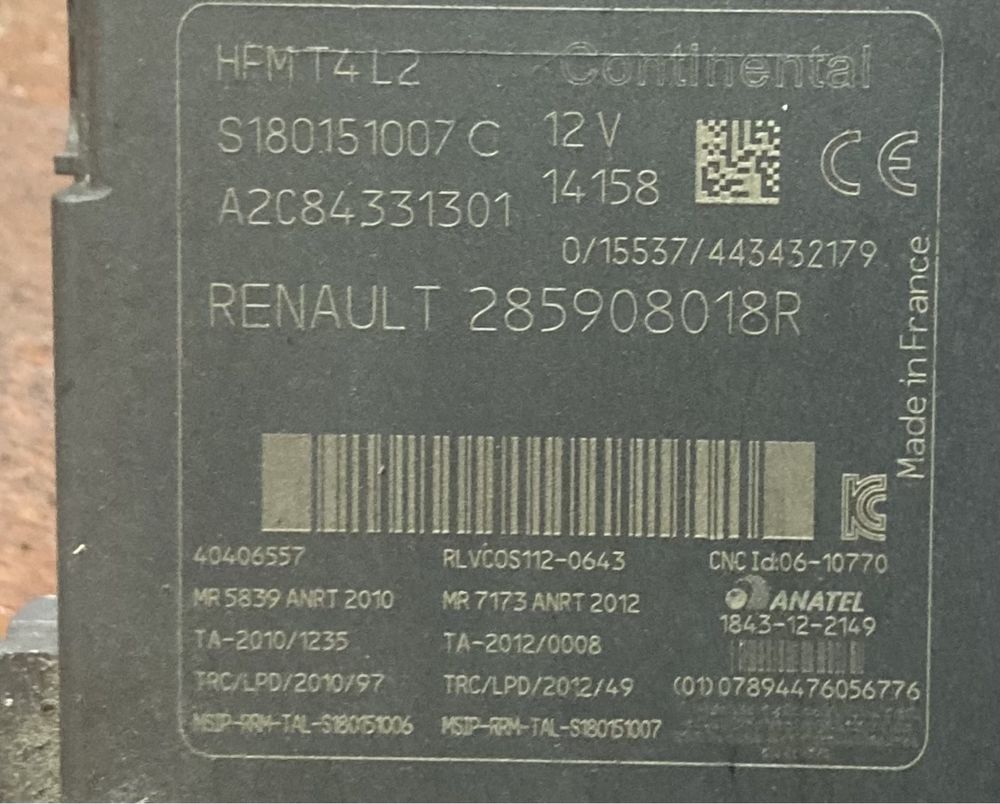 HFM T4 L2 Continental
S180151007 C 12 V
A2C84331301 14158
CE
0/15537/443432179
RENAULT 285908018R
Made in France
40406557 RLVCOS112-0643 CNC Id:06-10770
MR 5839 ANRT 2010 MR 7173 ANRT 2012 ANATEL
TA-2010/1235 TA-2012/0008 1843-12-2149
TRC/LPD/2010/97 TRC/LPD/2012/49 (01)07894476056776
MSIP-RRM-TAL-S180151006 MSIP-RRM-TAL-S180151007